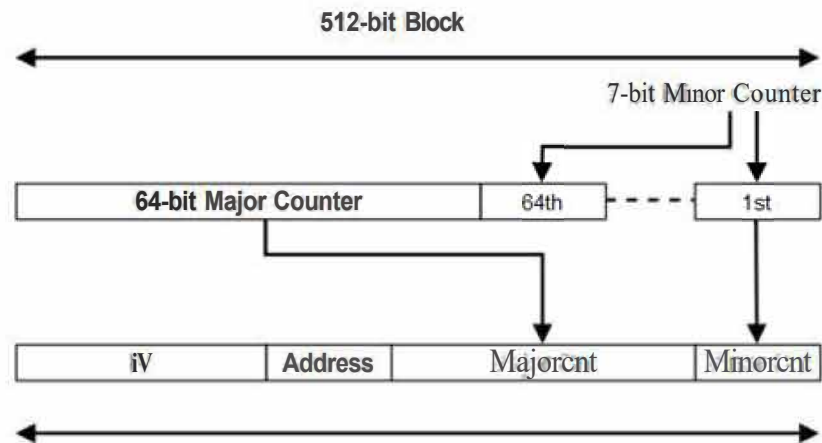 512-bit Block
7-bit Minor Counter
64-bit Major Counter 64th 1st
iV Address Majorcnt Minorcnt